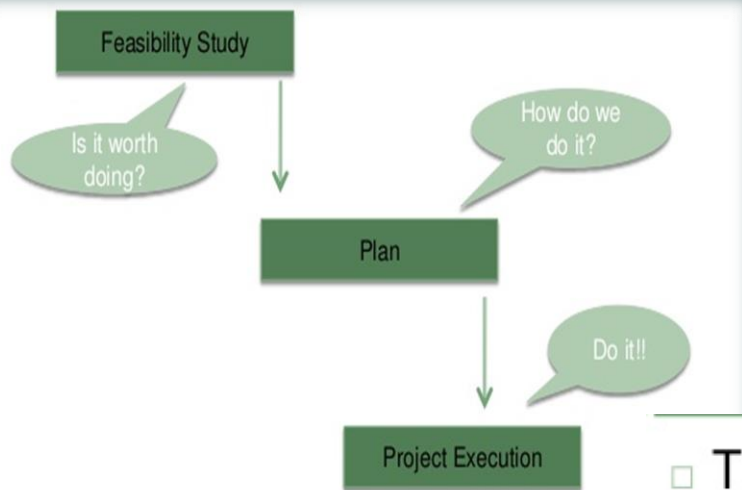 Feasibility Study
Is it worth
doing?
How do we
do it?
Plan
Do it!!
Project Execution
T